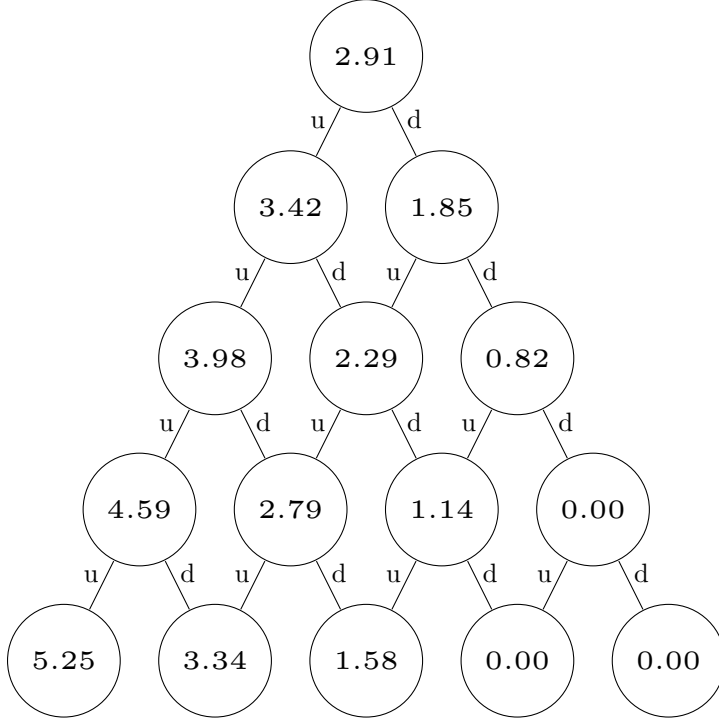 2.91
u d
3.42 1.85
u d u d
3.98 2.29 0.82
u d u d u d
4.59 2.79 1.14 0.00
u d u d u d u d
5.25 3.34 1.58 0.00 0.00